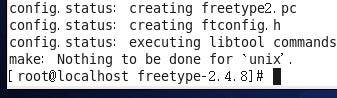 config.status: creating freetype2.pc
config.status: creating ftconfig.h
config.status: executing libtool commands
make: Nothing to be done for `unix'.
[root@localhost freetype-2.4.8]#